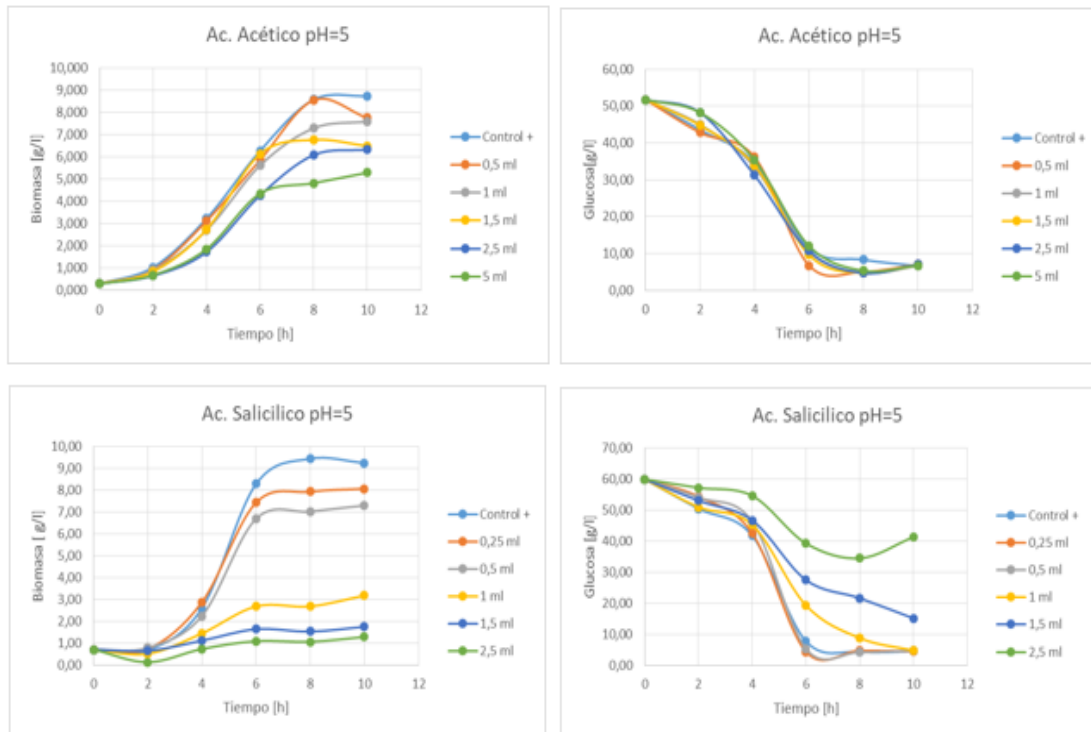 Ac. Acético pH=5
Biomasa [g/l]
10,000
9,000
8,000
7,000
6,000
5,000
4,000
3,000
2,000
1,000
0,000
0 2 4 6 8 10 12
Tiempo [h]
Control +
0,5 ml
1 ml
1,5 ml
2,5 ml
5 ml
Ac. Acético pH=5
Glucosa[g/l]
60,00
50,00
40,00
30,00
20,00
10,00
0,00
0 2 4 6 8 10 12
Tiempo [h]
Control +
0,5 ml
1 ml
1,5 ml
2,5 ml
5 ml
Ac. Salicilico pH=5
Biomasa [ g/l]
10,00
9,00
8,00
7,00
6,00
5,00
4,00
3,00
2,00
1,00
0,00
0 2 4 6 8 10 12
Tiempo [h]
Control +
0,25 ml
0,5 ml
1 ml
1,5 ml
2,5 ml
Ac. Salicilico pH=5
Glucosa [g/l]
70,00
60,00
50,00
40,00
30,00
20,00
10,00
0,00
0 2 4 6 8 10 12
Tiempo [h]
Control +
0,25 ml
0,5 ml
1 ml
1,5 ml
2,5 ml